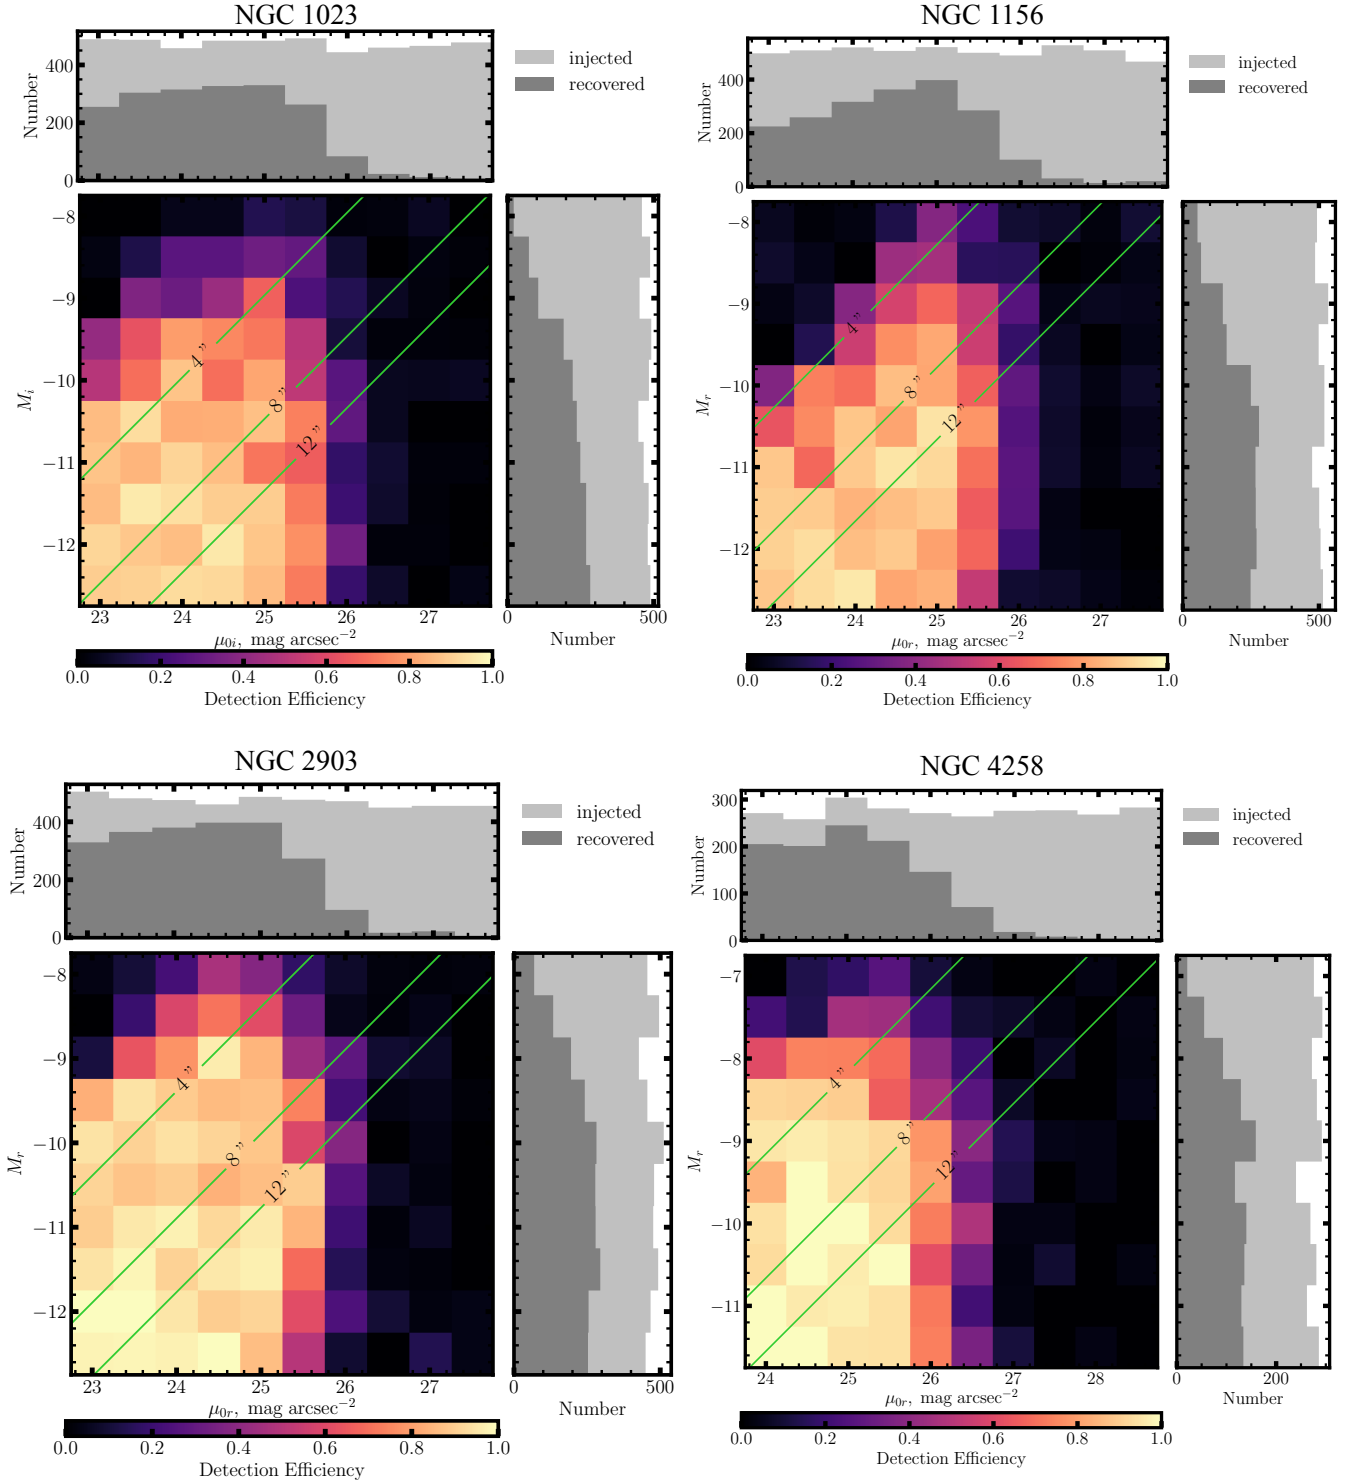 NGC 1023
400
200
0
Number
injected
recovered
−8
−9
−10
−11
−12
M_i
4 ”
8 ”
12 ”
23 24 25 26 27
μ_{0i}, mag arcsec^{−2}
0 500
Number
0.0 0.2 0.4 0.6 0.8 1.0
Detection Efficiency
NGC 1156
400
200
0
Number
injected
recovered
−8
−9
−10
−11
−12
M_r
4 ”
8 ”
12 ”
23 24 25 26 27
μ_{0r}, mag arcsec^{−2}
0 500
Number
0.0 0.2 0.4 0.6 0.8 1.0
Detection Efficiency
NGC 2903
400
200
0
Number
injected
recovered
−8
−9
−10
−11
−12
M_r
4 ”
8 ”
12 ”
23 24 25 26 27
μ_{0r}, mag arcsec^{−2}
0 500
Number
0.0 0.2 0.4 0.6 0.8 1.0
Detection Efficiency
NGC 4258
300
200
100
0
Number
injected
recovered
−7
−8
−9
−10
−11
M_r
4 ”
8 ”
12 ”
24 25 26 27 28
μ_{0r}, mag arcsec^{−2}
0 200
Number
0.0 0.2 0.4 0.6 0.8 1.0
Detection Efficiency